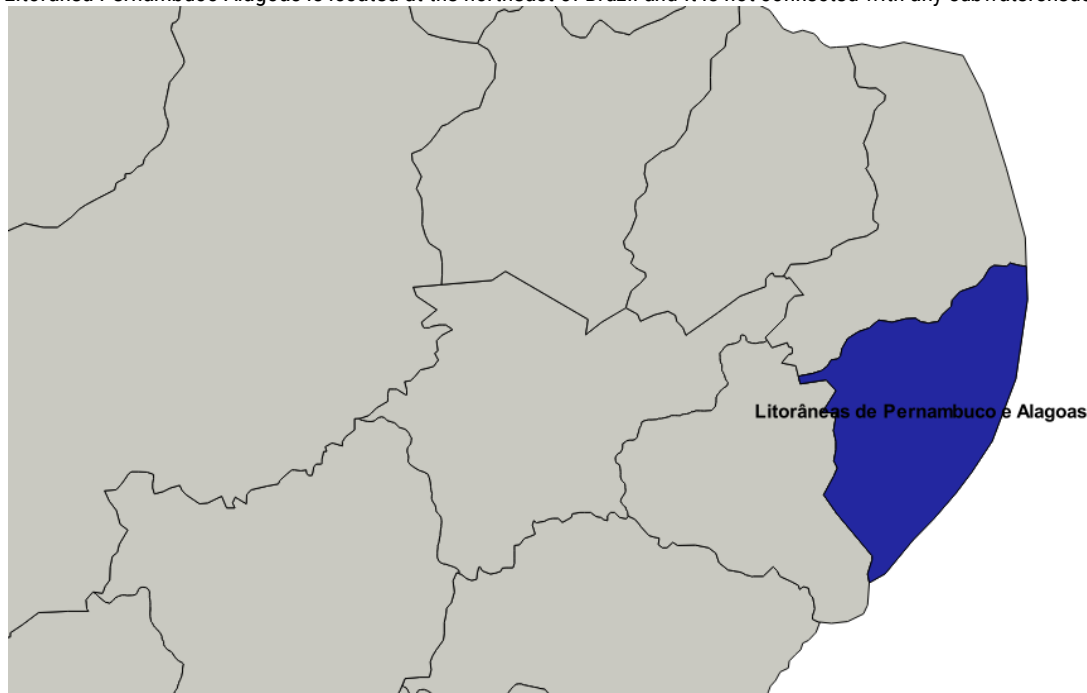 Litorânea Pernambuco Alagoas is located at the northeast of Brazil and it is not connected with any
Litorâneas de Pernambuco e Alagoas